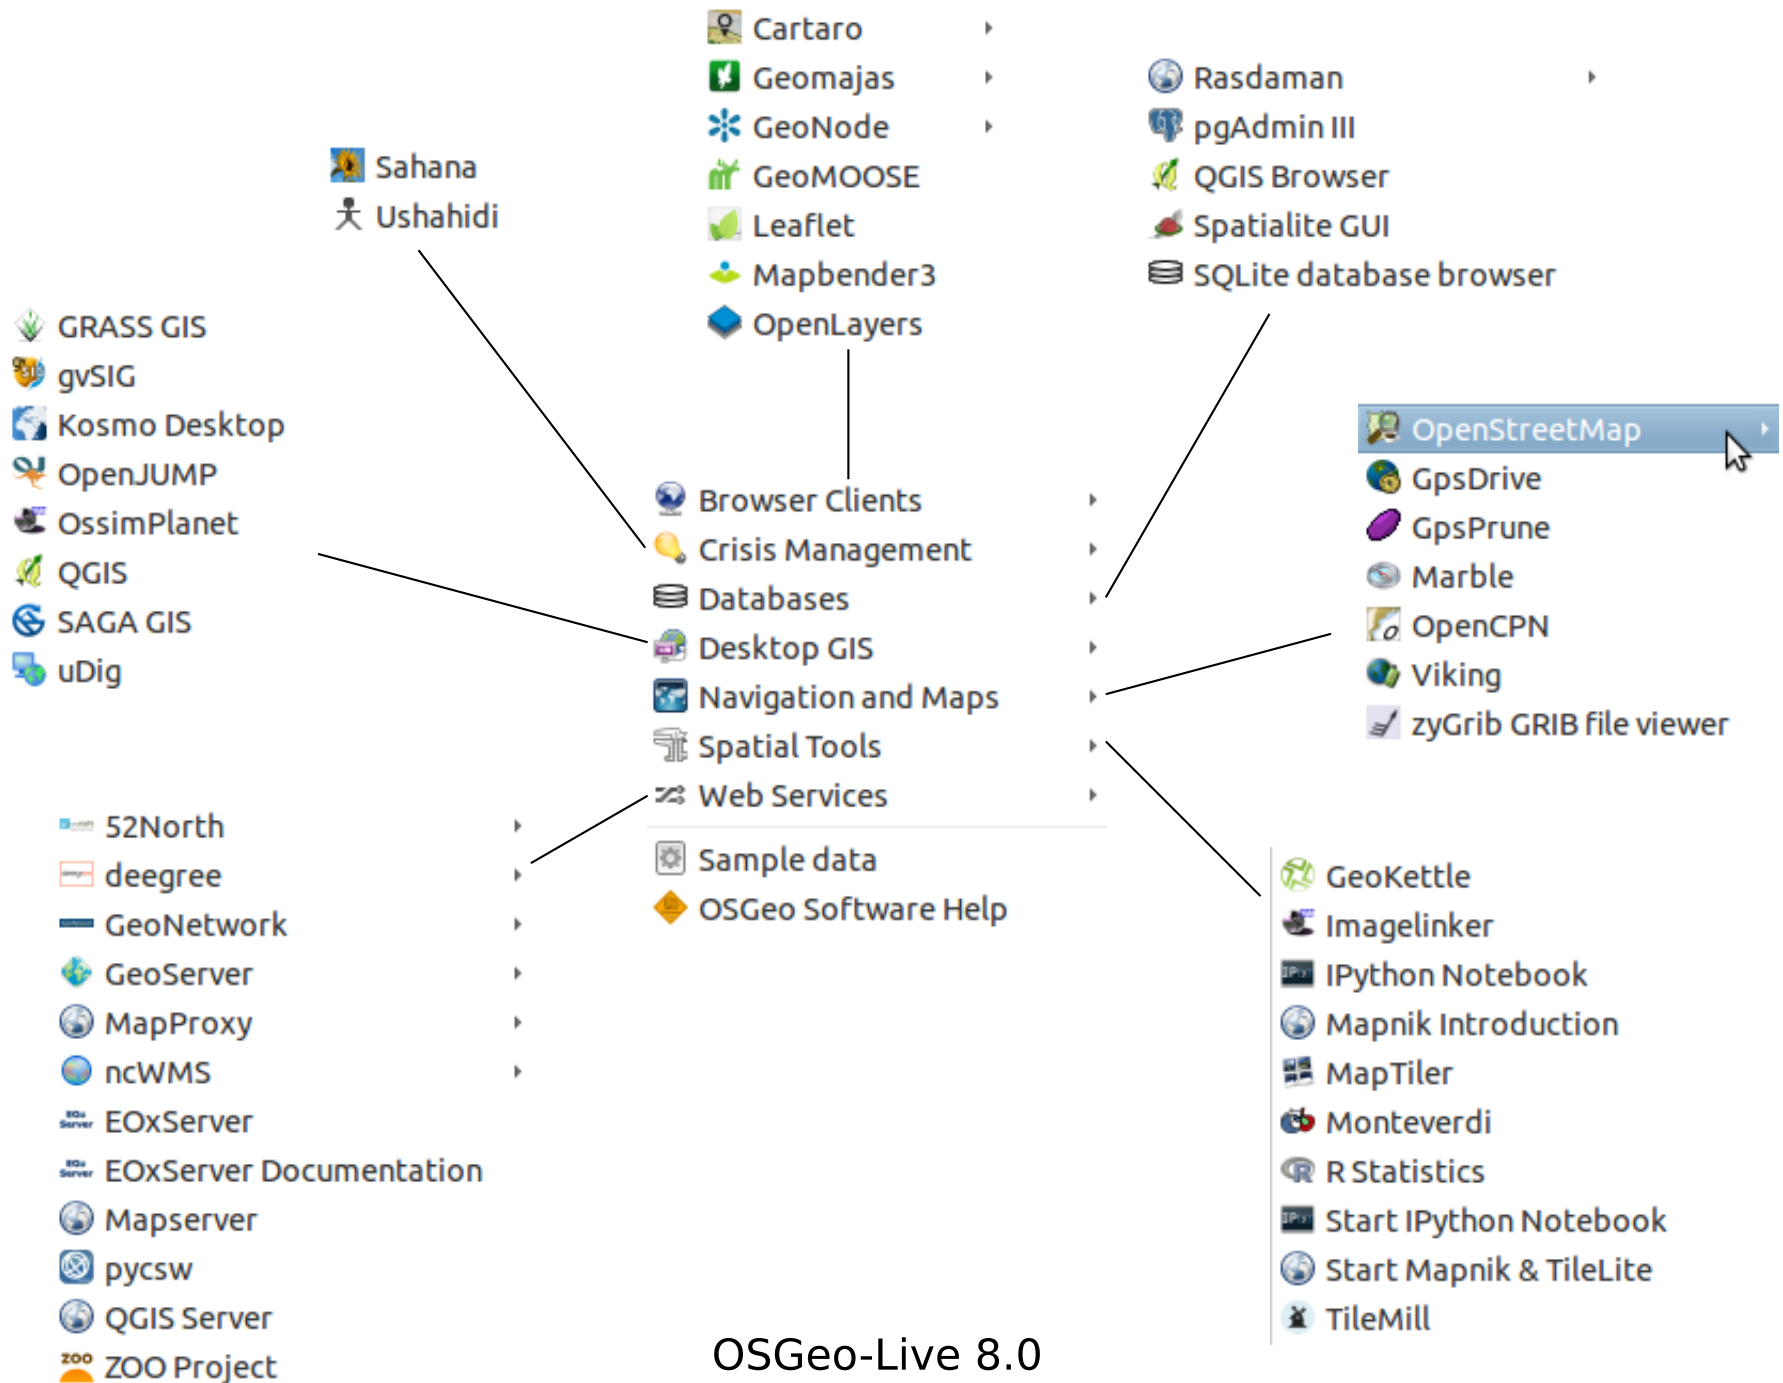 Cartaro
Geomajas
GeoNode
GeoMOOSE
Leaflet
Mapbender3
OpenLayers
Rasdaman
pgAdmin III
QGIS Browser
Spatialite GUI
SQLite database browser
Sahana
Ushahidi
GRASS GIS
gvSIG
Kosmo Desktop
OpenJUMP
OssimPlanet
QGIS
SAGA GIS
uDig
Browser Clients
Crisis Management
Databases
Desktop GIS
Navigation and Maps
Spatial Tools
Web Services
Sample data
OSGeo Software Help
OpenStreetMap
GpsDrive
GpsPrune
Marble
OpenCPN
Viking
zyGrib GRIB file viewer
52North
deegree
GeoNetwork
GeoServer
MapProxy
ncWMS
EOxServer
EOxServer Documentation
Mapserver
pycsw
QGIS Server
ZOO Project
GeoKettle
Imagelinker
IPython Notebook
Mapnik Introduction
MapTiler
Monteverdi
R Statistics
Start IPython Notebook
Start Mapnik & TileLite
TileMill
OSGeo-Live 8.0